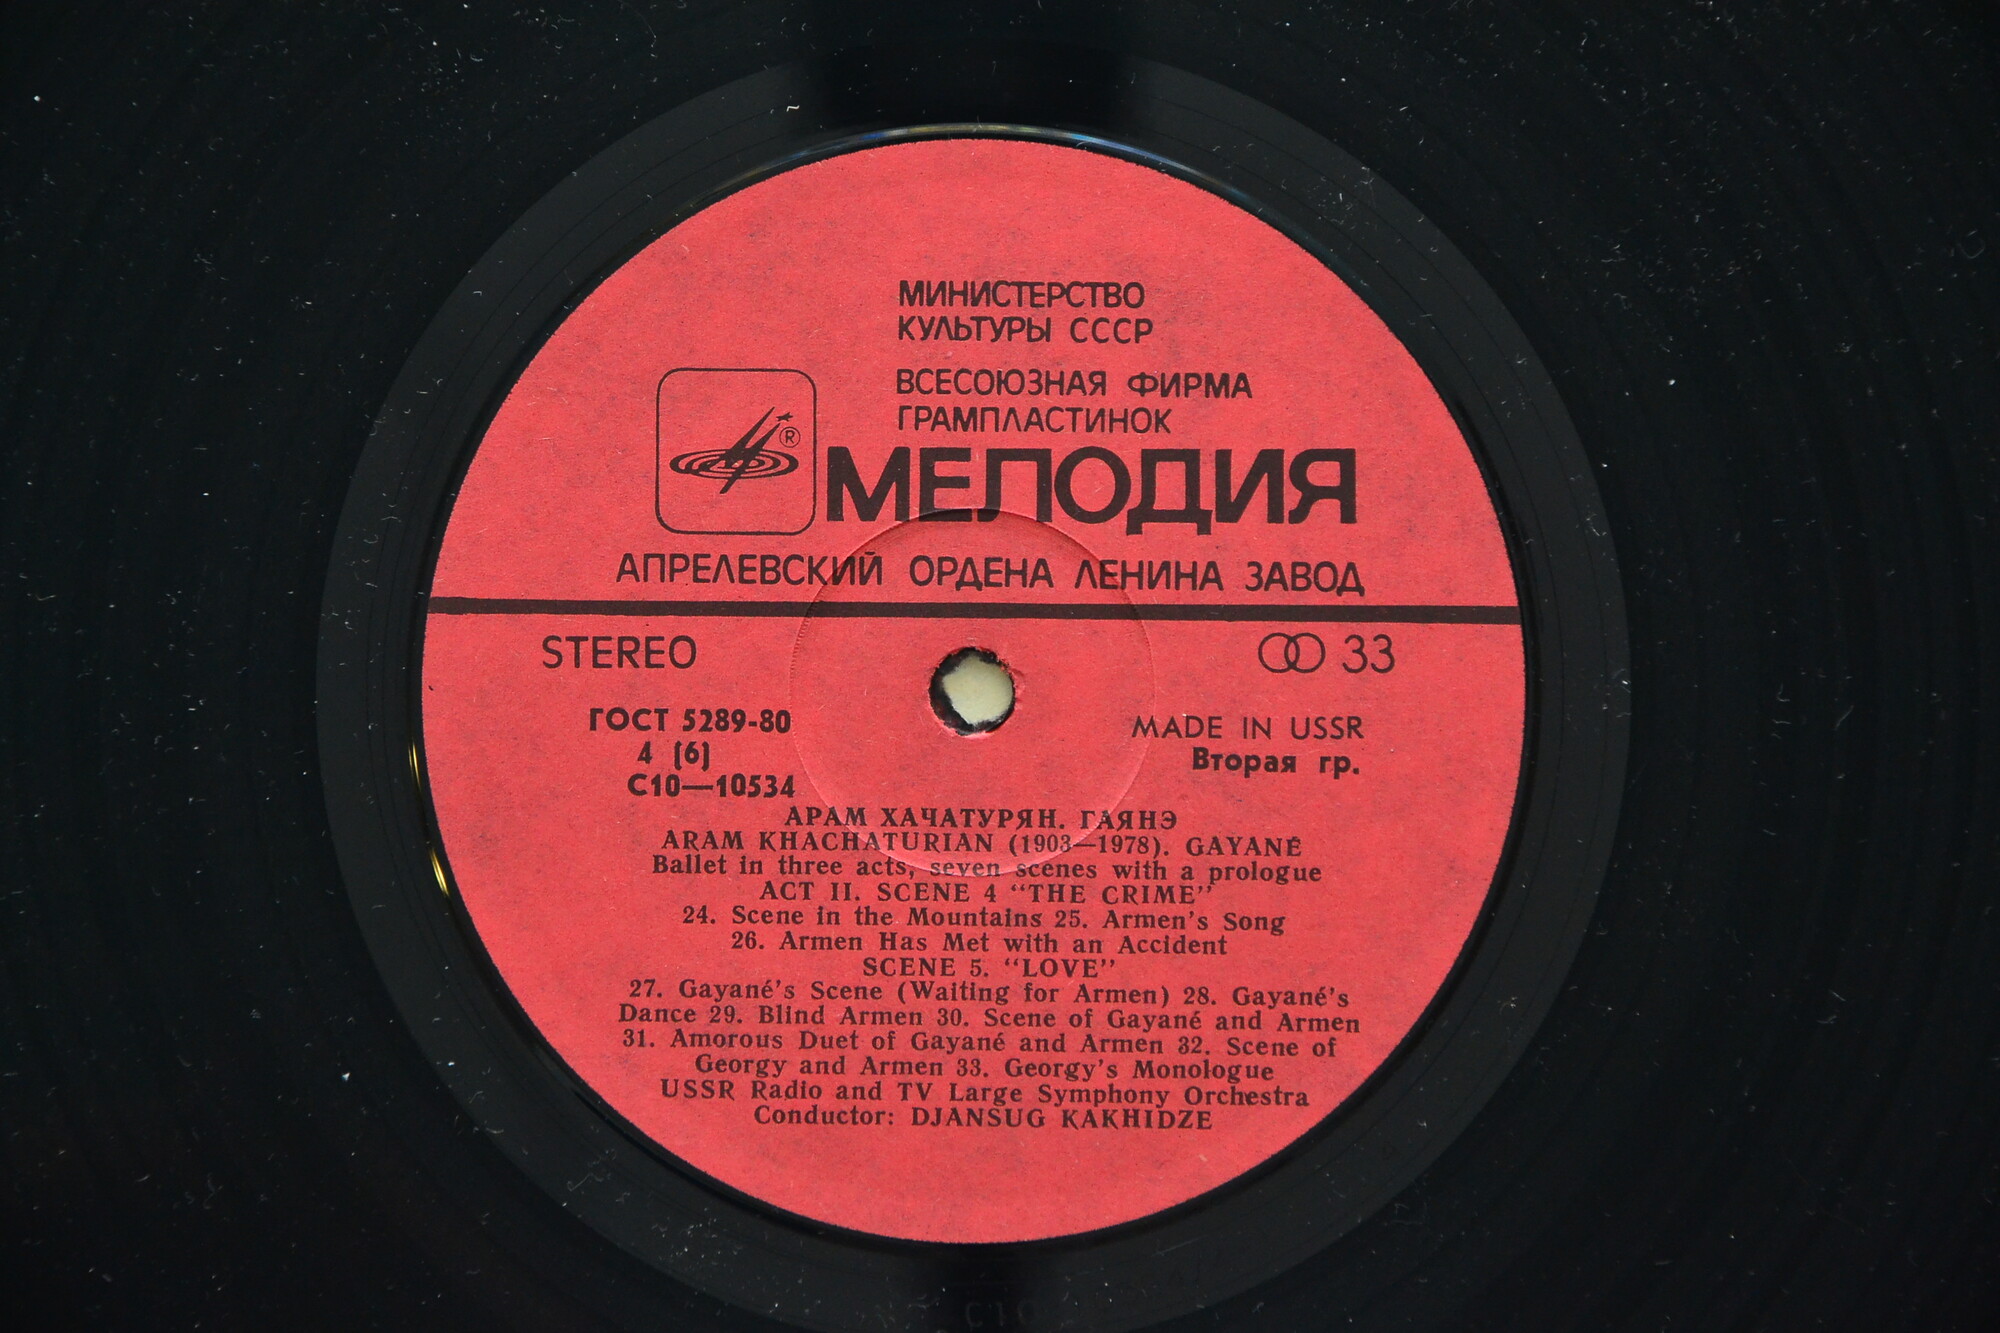 МИНИСТЕРСТВО
КУЛЬТУРЫ СССР
ВСЕСОЮЗНАЯ ФИРМА
ГРАМПЛАСТИНОК
®
МЕЛОДИЯ
АПРЕЛЕВСКИЙ ОРДЕНА ЛЕНИНА ЗАВОД
STEREO
33
ГОСТ 5289-80
4 (6)
С10—10534
MADE IN USSR
Вторая гр.
АРАМ ХАЧАТУРЯН. ГАЯНЭ
ARAM KHACHATURIAN (1903—1978). GAYANÉ
Ballet in three acts, seven scenes with a prologue
ACT II. SCENE 4 “THE CRIME”
24. Scene in the Mountains 25. Armen's Song
26. Armen Has Met with an Accident
SCENE 5. “LOVE”
27. Gayané's Scene (Waiting for Armen) 28. Gayané's
Dance 29. Blind Armen 30. Scene of Gayané and Armen
31. Amorous Duet of Gayané and Armen 32. Scene of
Georgy and Armen 33. Georgy's Monologue
USSR Radio and TV Large Symphony Orchestra
Conductor: DJANSUG KAKHIDZE